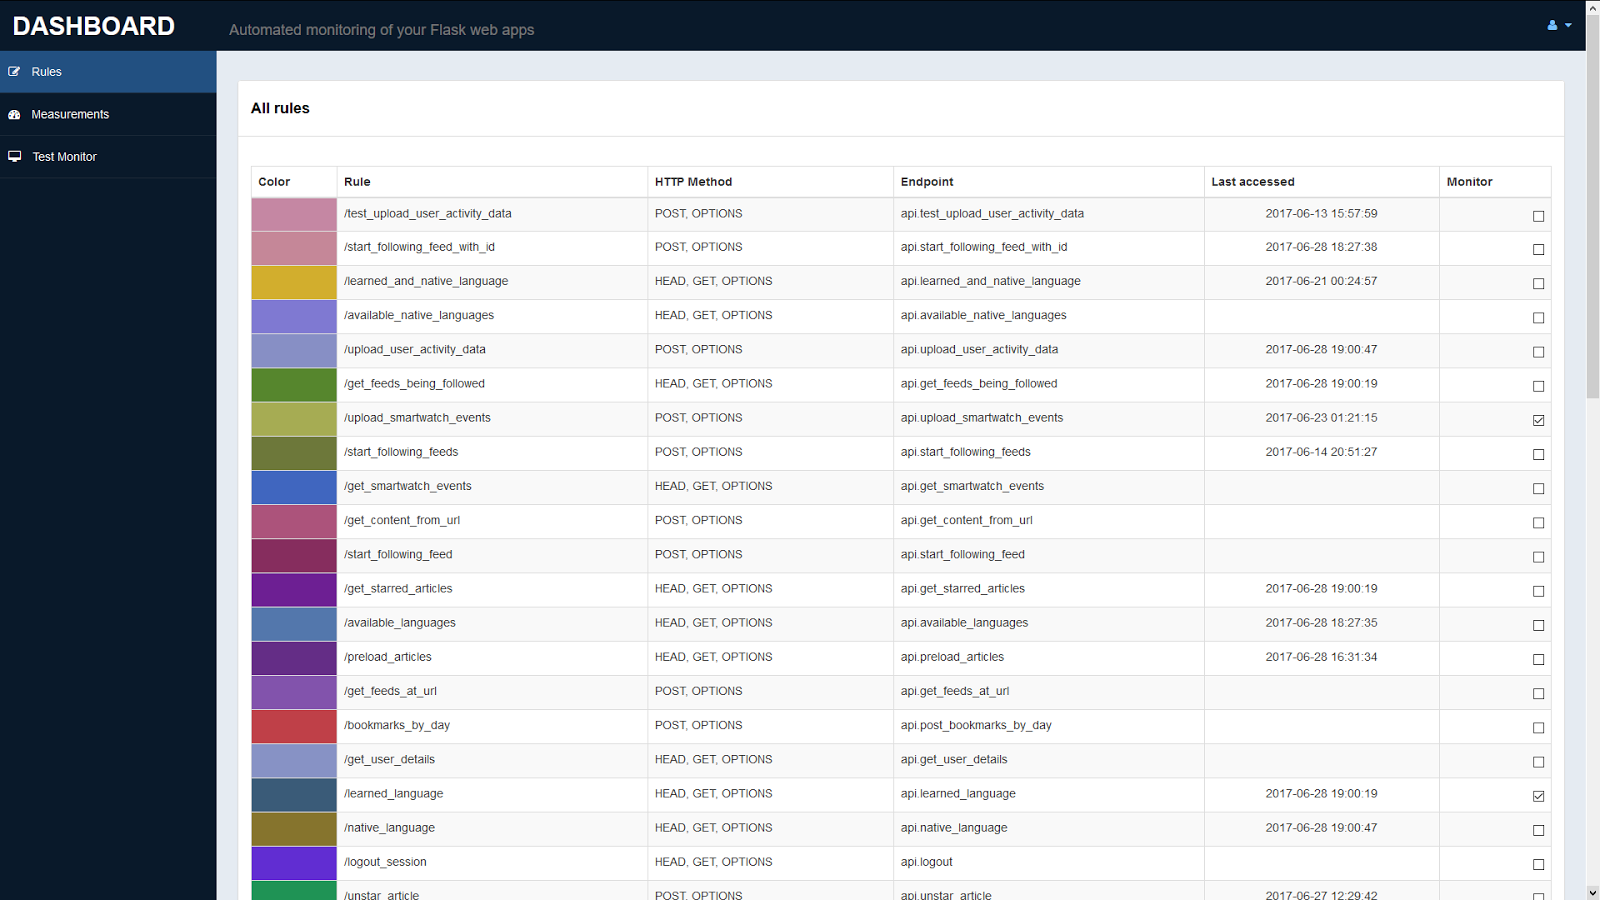 DASHBOARD
Automated monitoring of your Flask web apps
Rules
Measurements
Test Monitor
All rules
Color Rule HTTP Method Endpoint Last accessed Monitor
/test_upload_user_activity_data POST, OPTIONS api.test_upload_user_activity_data 2017-06-13 15:57:59
/start_following_feed_with_id POST, OPTIONS api.start_following_feed_with_id 2017-06-28 18:27:38
/learned_and_native_language HEAD, GET, OPTIONS api.learned_and_native_language 2017-06-21 00:24:57
/available_native_languages HEAD, GET, OPTIONS api.available_native_languages
/upload_user_activity_data POST, OPTIONS api.upload_user_activity_data 2017-06-28 19:00:47
/get_feeds_being_followed HEAD, GET, OPTIONS api.get_feeds_being_followed 2017-06-28 19:00:19
/upload_smartwatch_events POST, OPTIONS api.upload_smartwatch_events 2017-06-23 01:21:15
/start_following_feeds POST, OPTIONS api.start_following_feeds 2017-06-14 20:51:27
/get_smartwatch_events HEAD, GET, OPTIONS api.get_smartwatch_events
/get_content_from_url POST, OPTIONS api.get_content_from_url
/start_following_feed POST, OPTIONS api.start_following_feed
/get_starred_articles HEAD, GET, OPTIONS api.get_starred_articles 2017-06-28 19:00:19
/available_languages HEAD, GET, OPTIONS api.available_languages 2017-06-28 18:27:35
/preload_articles HEAD, GET, OPTIONS api.preload_articles 2017-06-28 16:31:34
/get_feeds_at_url POST, OPTIONS api.get_feeds_at_url
/bookmarks_by_day POST, OPTIONS api.post_bookmarks_by_day
/get_user_details HEAD, GET, OPTIONS api.get_user_details
/learned_language HEAD, GET, OPTIONS api.learned_language 2017-06-28 19:00:19
/native_language HEAD, GET, OPTIONS api.native_language 2017-06-28 19:00:47
/logout_session HEAD, GET, OPTIONS api.logout
/unstar_article POST, OPTIONS api.unstar_article 2017-06-27 12:29:42